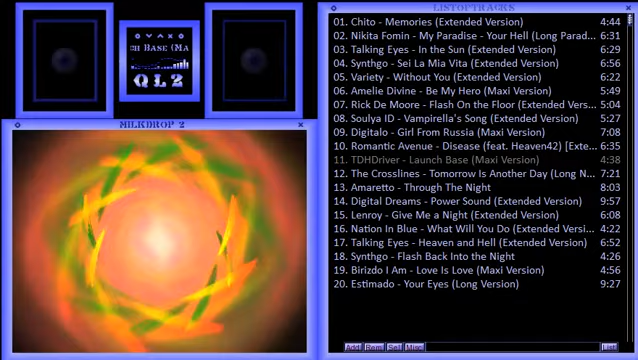 CH BASE (MA
QL2
MILKDROP 2
LISTOFTRACKS
01. Chito - Memories (Extended Version) 4:44
02. Nikita Fomin - My Paradise - Your Hell (Long Parad... 6:31
03. Talking Eyes - In the Sun (Extended Version) 6:29
04. Synthgo - Sei La Mia Vita (Extended Version) 6:56
05. Variety - Without You (Extended Version) 6:22
06. Amelie Divine - Be My Hero (Maxi Version) 5:49
07. Rick De Moore - Flash On the Floor (Extended Vers... 5:04
08. Soulya ID - Vampirella's Song (Extended Version) 5:27
09. Digitalo - Girl From Russia (Maxi Version) 7:08
10. Romantic Avenue - Disease (feat. Heaven42) [Exte... 6:35
11. TDHDriver - Launch Base (Maxi Version) 4:38
12. The Crosslines - Tomorrow Is Another Day (Long N... 7:21
13. Amaretto - Through The Night 8:03
14. Digital Dreams - Power Sound (Extended Version) 9:57
15. Lenroy - Give Me a Night (Extended Version) 6:08
16. Nation In Blue - What Will You Do (Extended Versi... 4:22
17. Talking Eyes - Heaven and Hell (Extended Version) 6:52
18. Synthgo - Flash Back Into the Night 4:26
19. Birizdo I Am - Love Is Love (Maxi Version) 4:56
20. Estimado - Your Eyes (Long Version) 9:27
Add Rem Sel Misc List